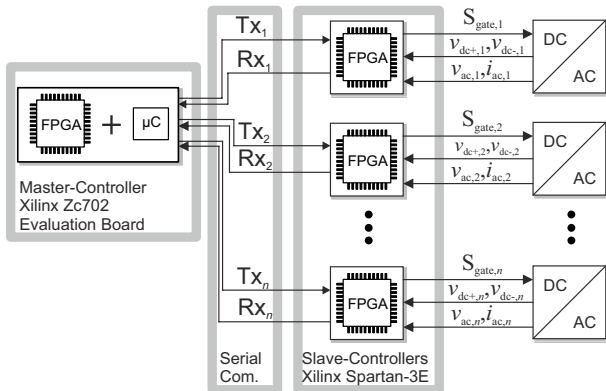 Tx1
Rx1
FPGA
Sgate,1
vdc+,1,vdc-,1
vac,1,iac,1
DC
AC
FPGA
+
µC
Master-Controller
Xilinx Zc702
Evaluation Board
Tx2
Rx2
FPGA
Sgate,2
vdc+,2,vdc-,2
vac,2,iac,2
DC
AC
Txn
Rxn
FPGA
Sgate,n
vdc+,n,vdc-,n
vac,n,iac,n
DC
AC
Serial
Com.
Slave-Controllers
Xilinx Spartan-3E